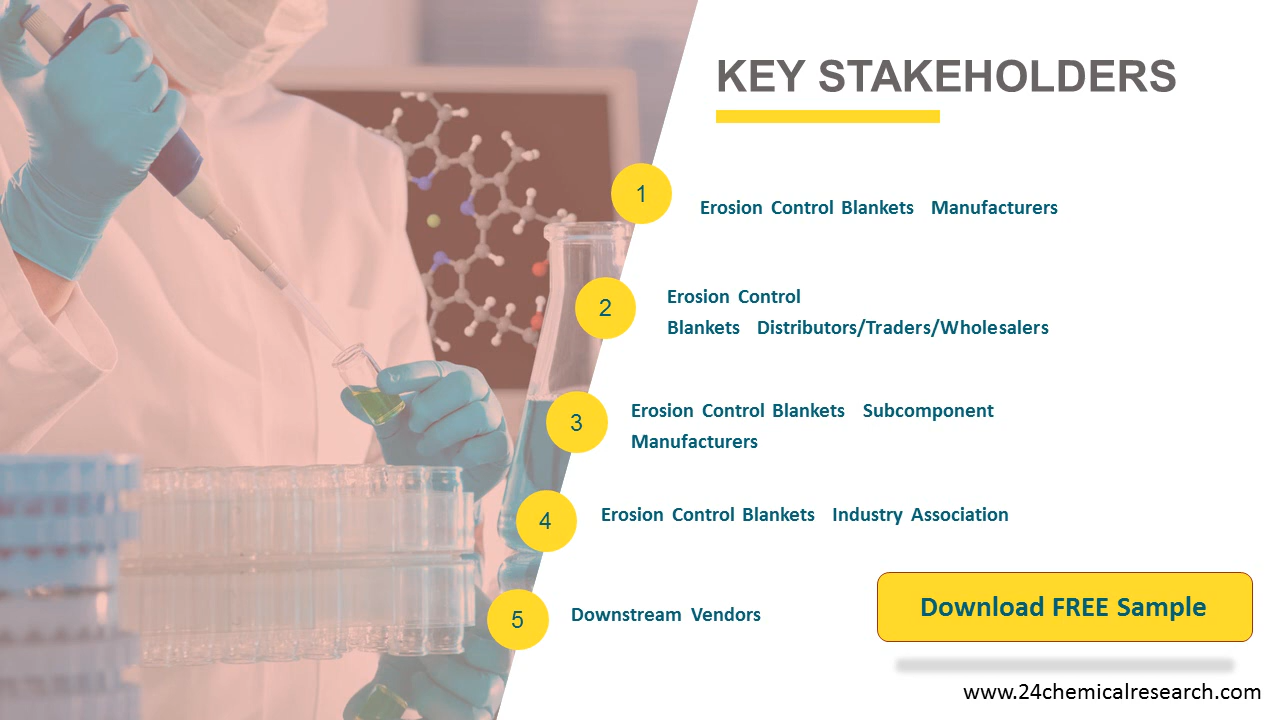 KEY STAKEHOLDERS
1
Erosion Control Blankets Manufacturers
2
Erosion Control
Blankets Distributors/Traders/Wholesalers
3
Erosion Control Blankets Subcomponent
Manufacturers
4
Erosion Control Blankets Industry Association
5
Downstream Vendors
Download FREE Sample
www.24chemicalresearch.com